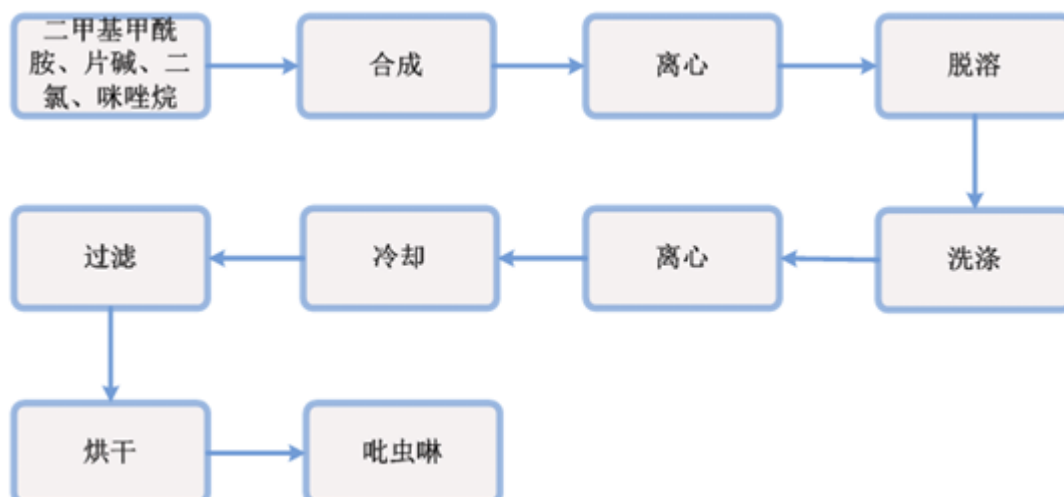 二甲基甲酰
胺、片碱、二
氯、咪唑烷
合成
离心
脱溶
过滤
冷却
离心
洗涤
烘干
吡虫啉